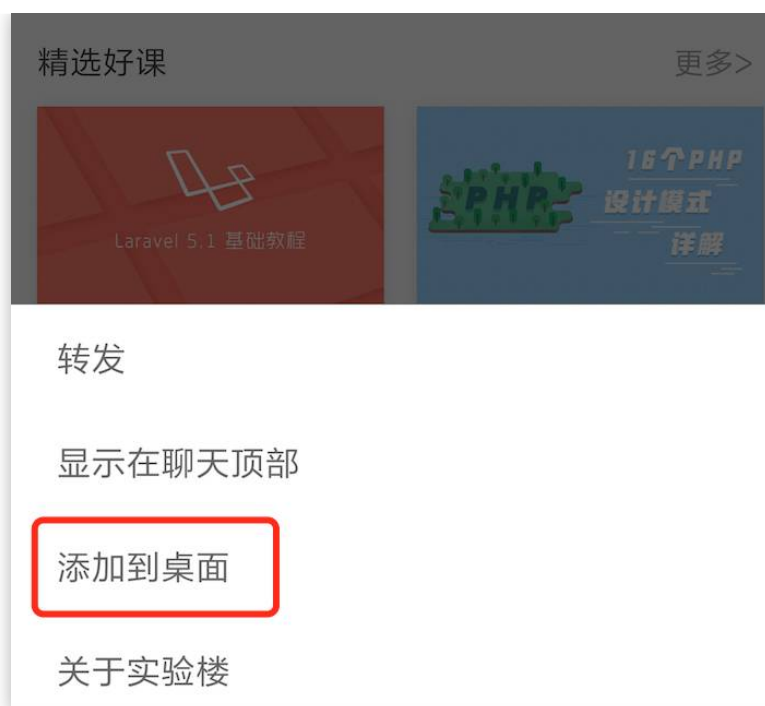 精选好课
更多>
Laravel 5.1 基础教程
PHP
16个PHP
设计模式
详解
转发
显示在聊天顶部
添加到桌面
关于实验楼